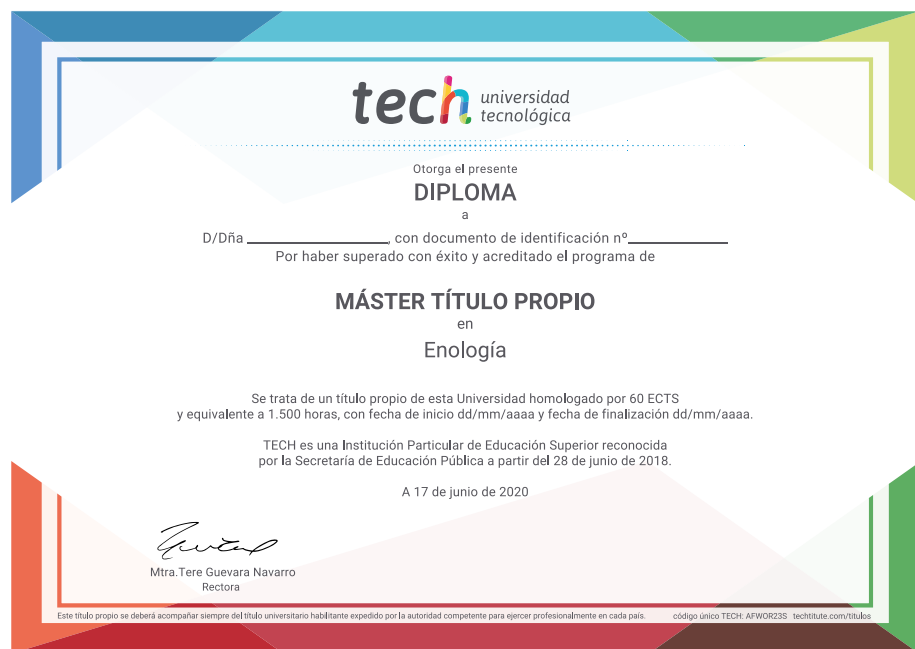 tech universidad
tecnológica
Otorga el presente
DIPLOMA
a
D/Dña ____________________, con documento de identificación nº______________
Por haber superado con éxito y acreditado el programa de
MÁSTER TÍTULO PROPIO
en
Enología
Se trata de un título propio de esta Universidad homologado por 60 ECTS
y equivalente a 1.500 horas, con fecha de inicio dd/mm/aaaa y fecha de finalización dd/mm/aaaa.
TECH es una Institución Particular de Educación Superior reconocida
por la Secretaría de Educación Pública a partir del 28 de junio de 2018.
A 17 de junio de 2020
Mtra.Tere Guevara Navarro
Rectora
Este título propio se deberá acompañar siempre del título universitario habilitante expedido por la autoridad competente para ejercer profesionalmente en cada país. código único TECH: AFWOR23S techtitute.com/titulos